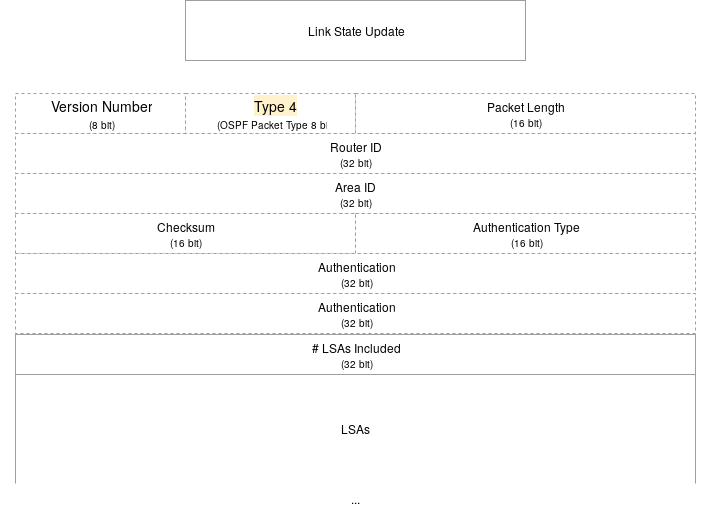 Link State Update
Version Number
(8 bit)
Type 4
(OSPF Packet Type 8 bi
Packet Length
(16 bit)
Router ID
(32 bit)
Area ID
(32 bit)
Checksum
(16 bit)
Authentication Type
(16 bit)
Authentication
(32 bit)
Authentication
(32 bit)
# LSAs Included
(32 bit)
LSAs
...